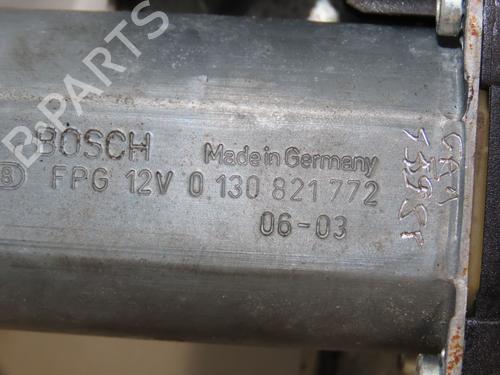 BOSCH Made in Germany
FPG 12V 0 130 821 772
06-03
B-PARTS